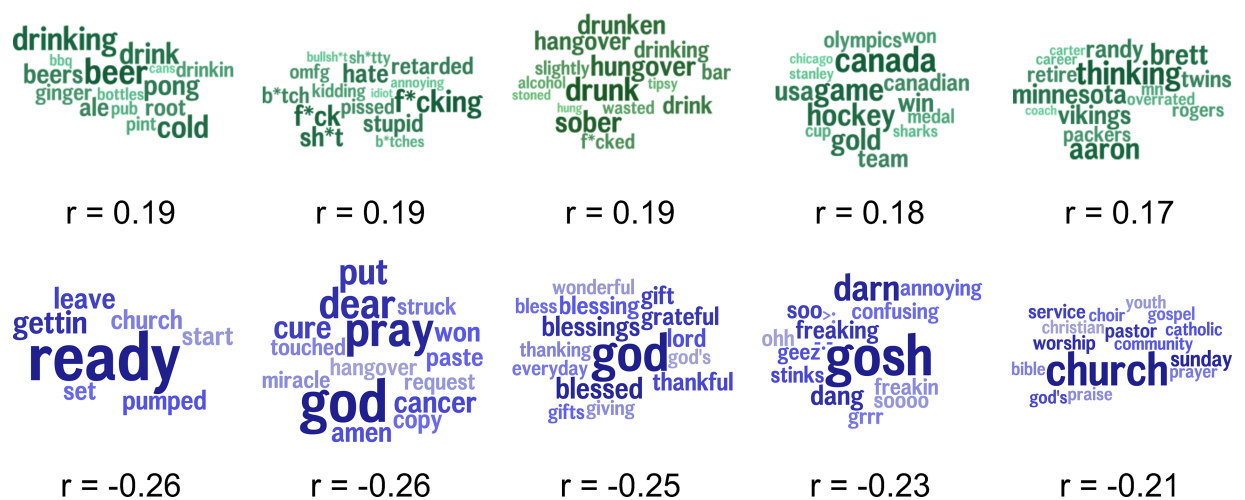 drinking
drink
bbq
beers beer cans drinkin
ginger bottles pong
ale pub root
pint cold
r = 0.19
bullsh*t sh*tty
omfg hate retarded
annoying
b*tch kidding idiot f*cking
f*ck pissed
stupid
sh*t b*tches
r = 0.19
drunken
hangover drinking
slightly hungover bar
alcohol drunk tipsy
stoned
hung wasted drink
sober
f*cked
r = 0.19
olympics won
chicago canada
stanley
usa game canadian
win
hockey medal
cup gold sharks
team
r = 0.18
carter randy brett
career
retire thinking twins
minnesota mn overrated
coach vikings rogers
packers
aaron
r = 0.17
leave
gettin church
start
ready
set pumped
r = -0.26
put
dear struck
cure pray won
touched paste
hangover
miracle request
god cancer
copy
amen
r = -0.26
wonderful
bless blessing gift
blessings grateful
lord
thanking god god's
everyday
blessed thankful
gifts giving
r = -0.25
darn annoying
soo >: confusing
ohh freaking
geez -.- gosh
stinks
freakin
dang soooo
grrr
r = -0.23
youth
service choir gospel
christian pastor catholic
worship community
sunday
bible church prayer
god's praise
r = -0.21